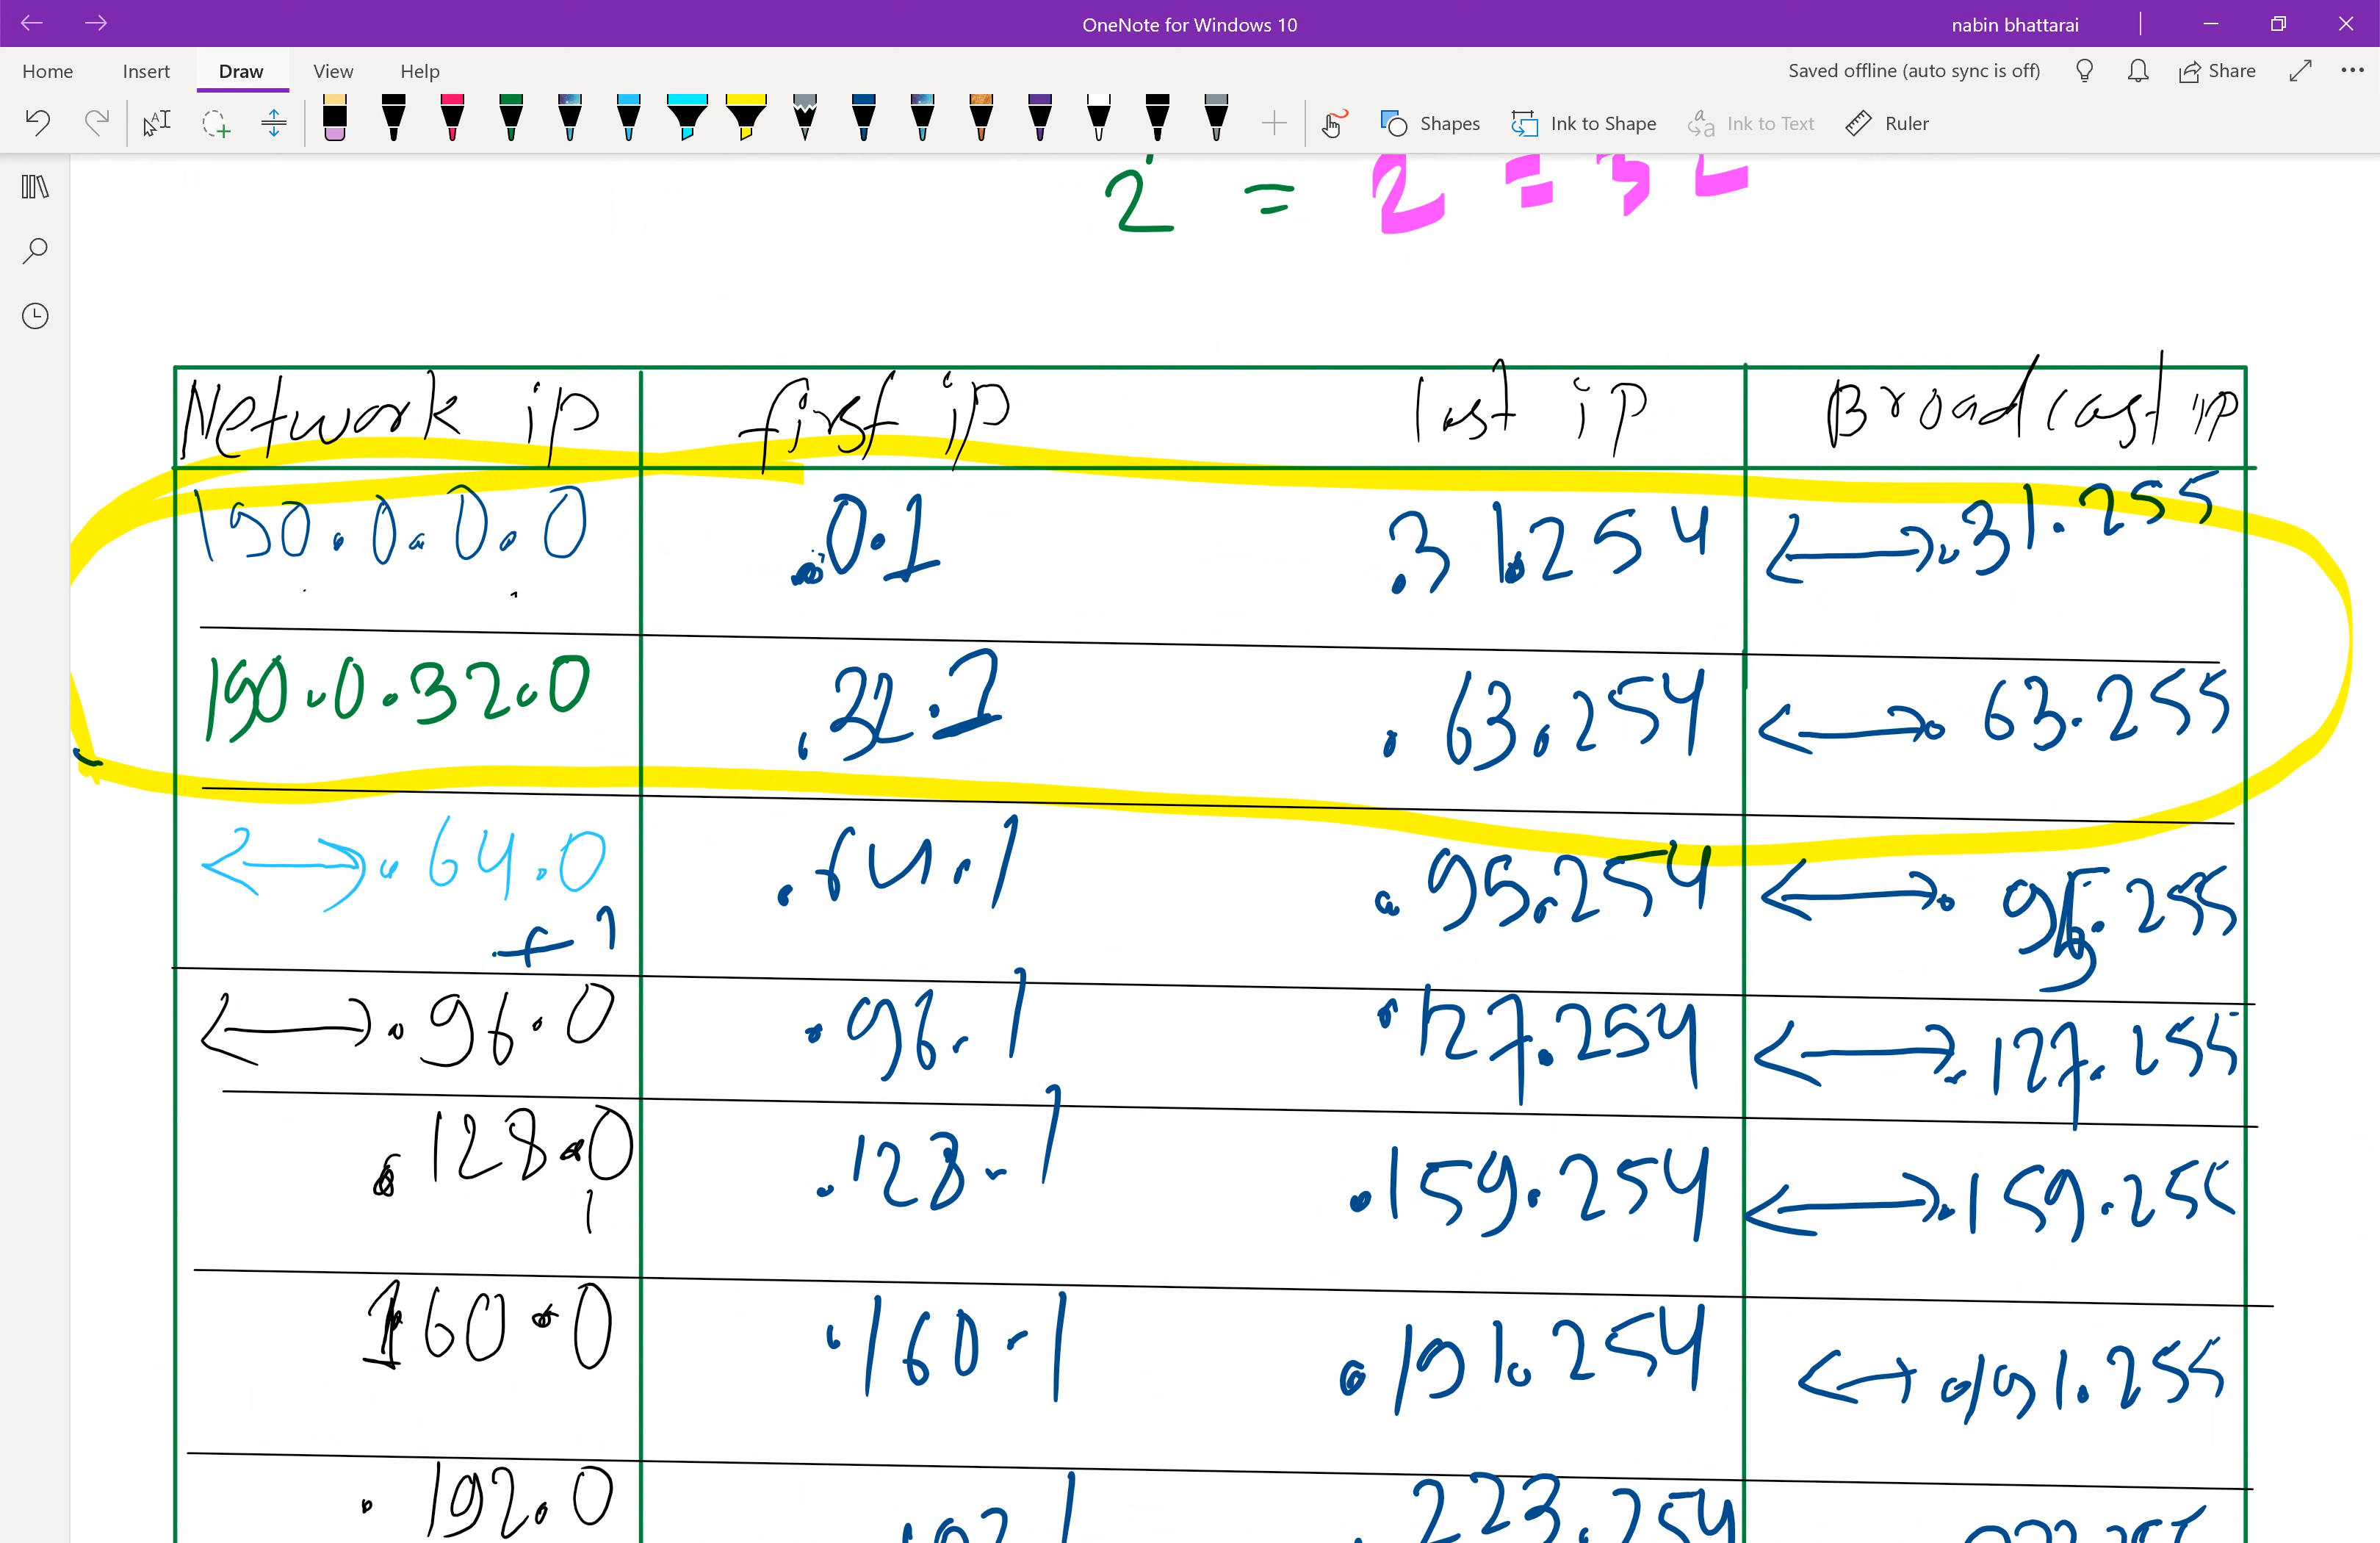 OneNote for Windows 10
nabin bhattarai
Home Insert Draw View Help
Saved offline (auto sync is off) Share
Shapes Ink to Shape Ink to Text Ruler
2 = 2 = 32
Network ip first ip last ip Broadcast ip
190.0.0.0 .0.1 .31.254 .31.255
190.0.32.0 .32.1 .63.254 .63.255
.64.0 .64.1 .95.254 .95.255
+1
.96.0 .96.1 .127.254 .127.255
.128.0 .128.1 .159.254 .159.255
160.0 .160.1 .191.254 .191.255
.192.0 .192.1 .223.254